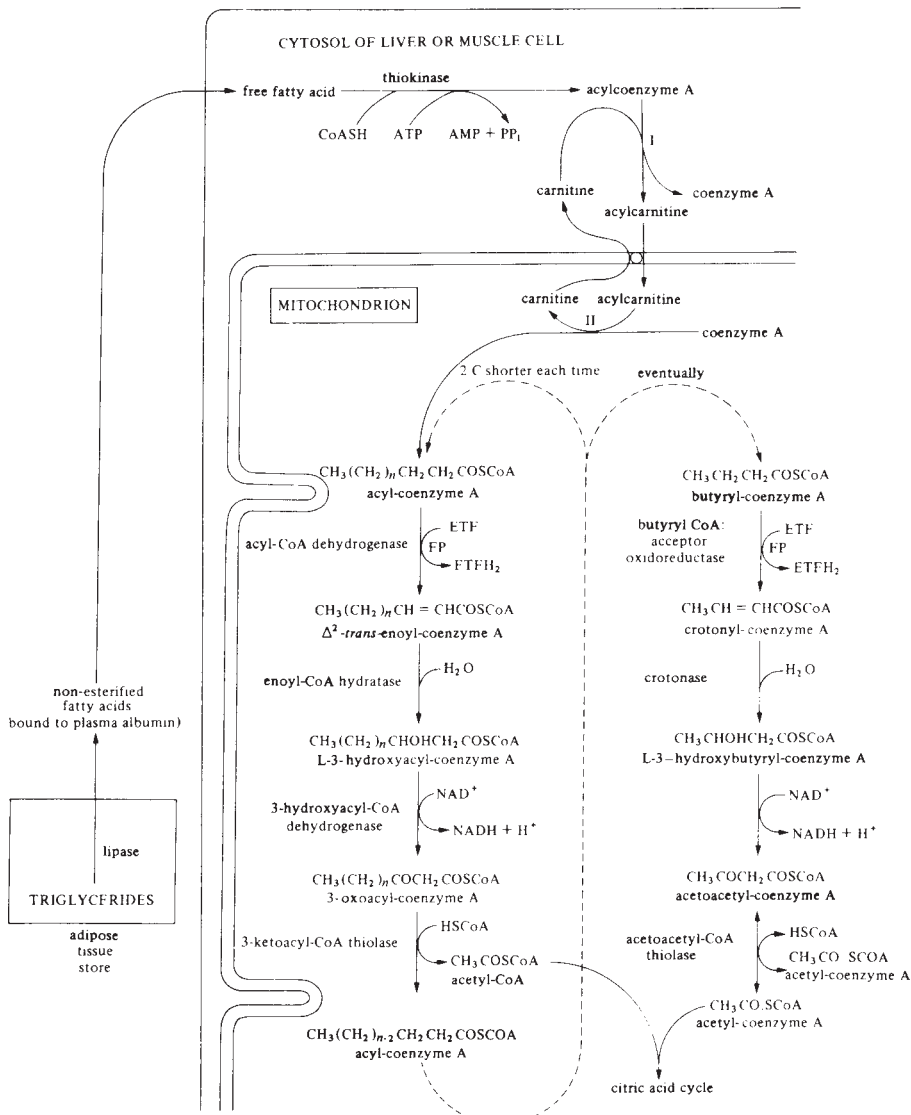 CYTOSOL OF LIVER OR MUSCLE CELL
free fatty acid
thiokinase
acylcoenzyme A
CoASH
ATP
AMP + PPi
I
carnitine
coenzyme A
acylcarnitine
MITOCHONDRION
carnitine
acylcarnitine
II
coenzyme A
2 C shorter each time
eventually
CH₃(CH₂)ₙCH₂CH₂COSCoA
acyl-coenzyme A
acyl-CoA dehydrogenase
ETF
FP
ETFH₂
CH₃(CH₂)ₙCH = CHCOSCoA
Δ²-trans-enoyl-coenzyme A
enoyl-CoA hydratase
H₂O
CH₃(CH₂)ₙCHOHCH₂COSCoA
L-3-hydroxyacyl-coenzyme A
3-hydroxyacyl-CoA
dehydrogenase
NAD⁺
NADH + H⁺
CH₃(CH₂)ₙCOCH₂COSCoA
3-oxoacyl-coenzyme A
3-ketoacyl-CoA thiolase
HSCoA
CH₃COSCoA
acetyl-CoA
CH₃(CH₂)ₙ₋₂CH₂CH₂COSCOA
acyl-coenzyme A
CH₃CH₂CH₂COSCoA
butyryl-coenzyme A
butyryl CoA:
acceptor
oxidoreductase
ETF
FP
ETFH₂
CH₃CH = CHCOSCoA
crotonyl-coenzyme A
crotonase
H₂O
CH₃CHOHCH₂COSCoA
L-3-hydroxybutyryl-coenzyme A
NAD⁺
NADH + H⁺
CH₃COCH₂COSCoA
acetoacetyl-coenzyme A
acetoacetyl-CoA
thiolase
HSCoA
CH₃CO SCOA
acetyl-coenzyme A
CH₃CO.SCoA
acetyl-coenzyme A
citric acid cycle
non-esterified
fatty acids
bound to plasma albumin)
lipase
TRIGLYCERIDES
adipose
tissue
store